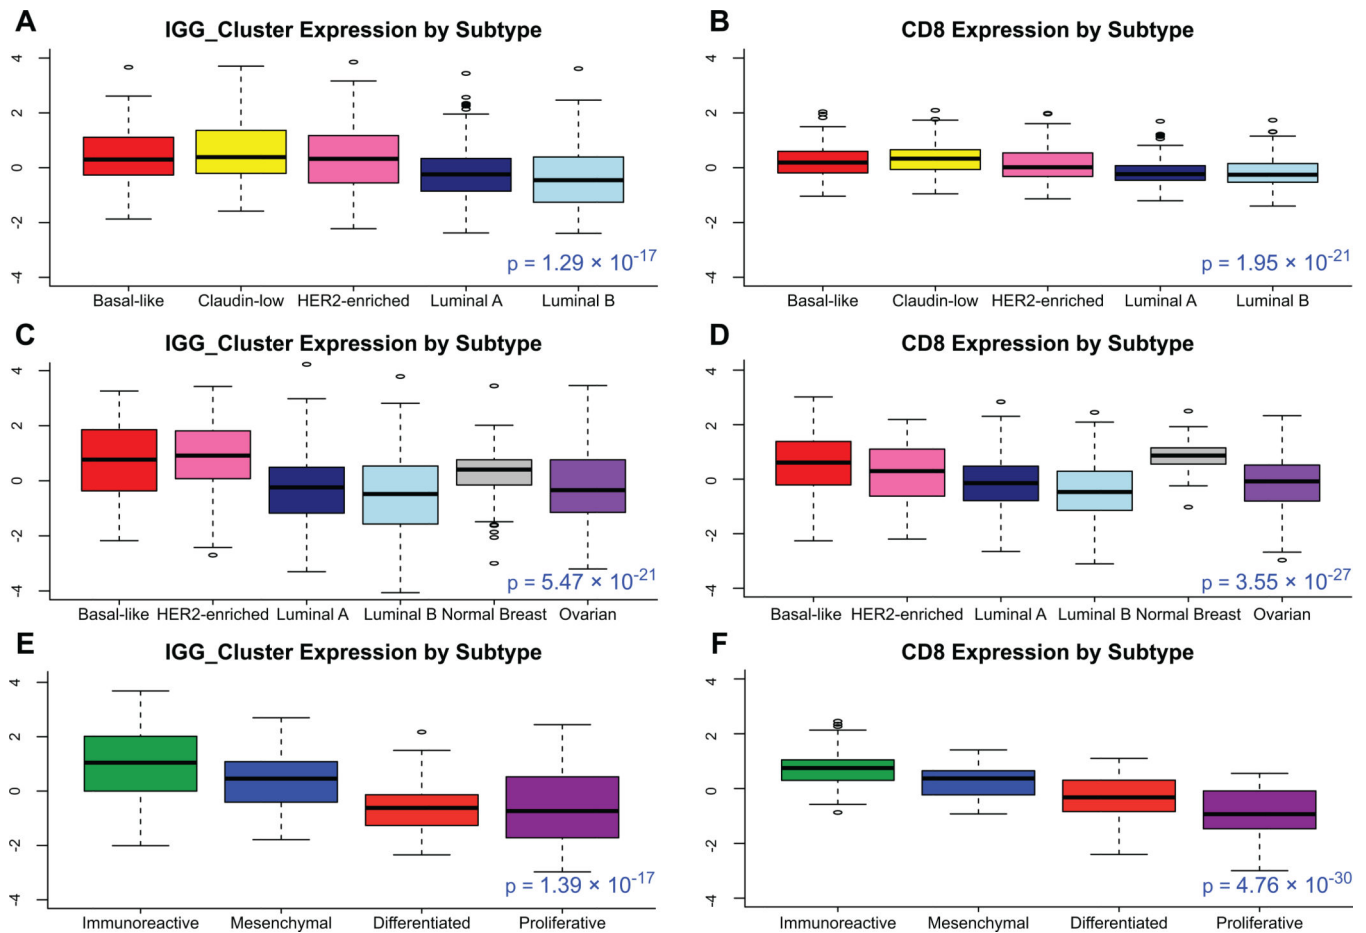 A
IGG_Cluster Expression by Subtype
4
2
0
-2
-4
p = 1.29 × 10-17
Basal-like Claudin-low HER2-enriched Luminal A Luminal B
B
CD8 Expression by Subtype
4
2
0
-2
-4
p = 1.95 × 10-21
Basal-like Claudin-low HER2-enriched Luminal A Luminal B
C
IGG_Cluster Expression by Subtype
4
2
0
-2
-4
p = 5.47 × 10-21
Basal-like HER2-enriched Luminal A Luminal B Normal Breast Ovarian
D
CD8 Expression by Subtype
4
2
0
-2
-4
p = 3.55 × 10-27
Basal-like HER2-enriched Luminal A Luminal B Normal Breast Ovarian
E
IGG_Cluster Expression by Subtype
4
2
0
-2
-4
p = 1.39 × 10-17
Immunoreactive Mesenchymal Differentiated Proliferative
F
CD8 Expression by Subtype
4
2
0
-2
-4
p = 4.76 × 10-30
Immunoreactive Mesenchymal Differentiated Proliferative